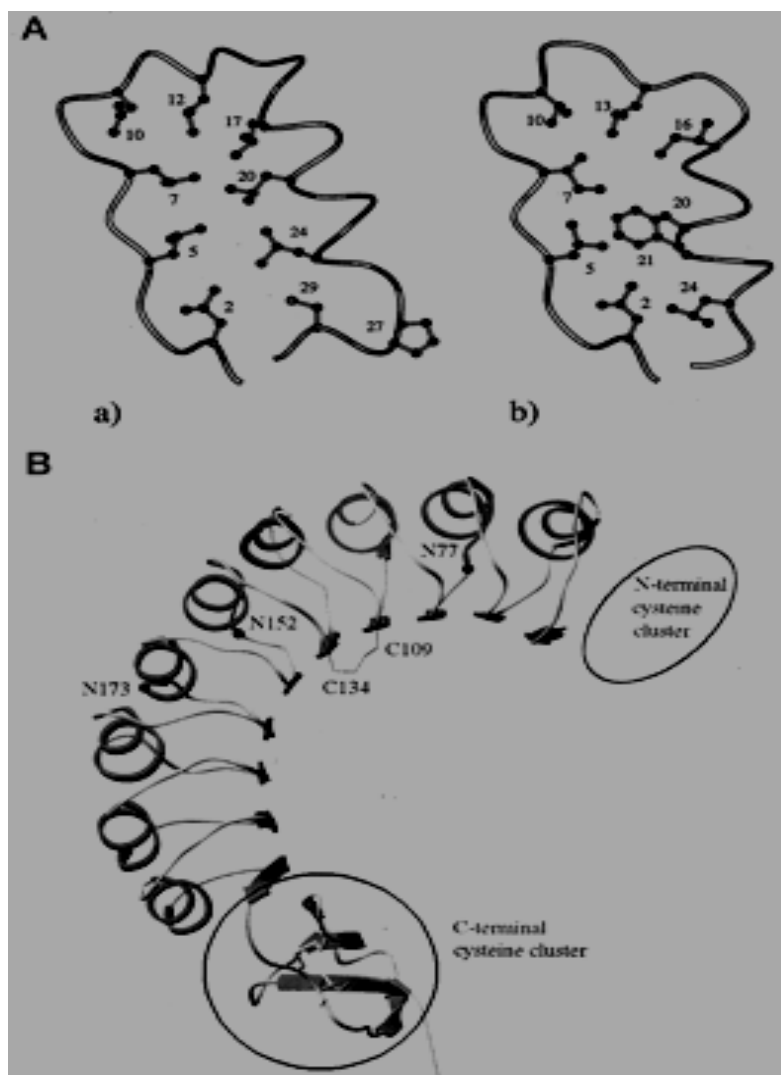 A
12
10
17
7
20
5
24
2
29
27
a)
13
10
16
7
20
5
21
2
24
b)
B
N77
N-terminal
cysteine
cluster
N152
C109
N173
C134
C-terminal
cysteine cluster